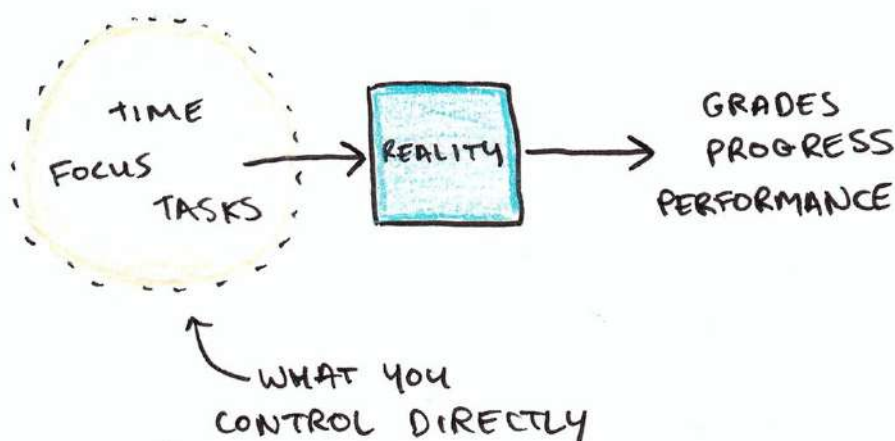 TIME
FOCUS
TASKS
REALITY
GRADES
PROGRESS
PERFORMANCE
WHAT YOU
CONTROL DIRECTLY